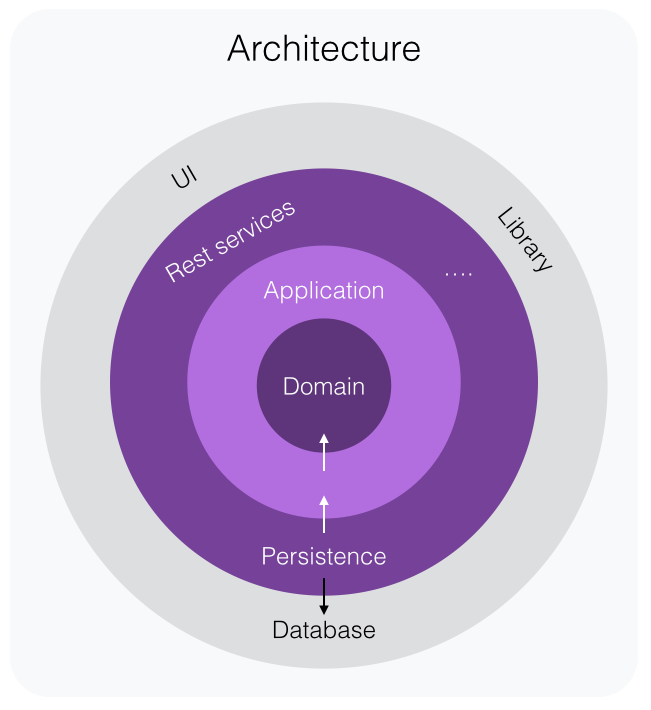 Architecture
UI
Library
Rest services
....
Application
Domain
Persistence
Database